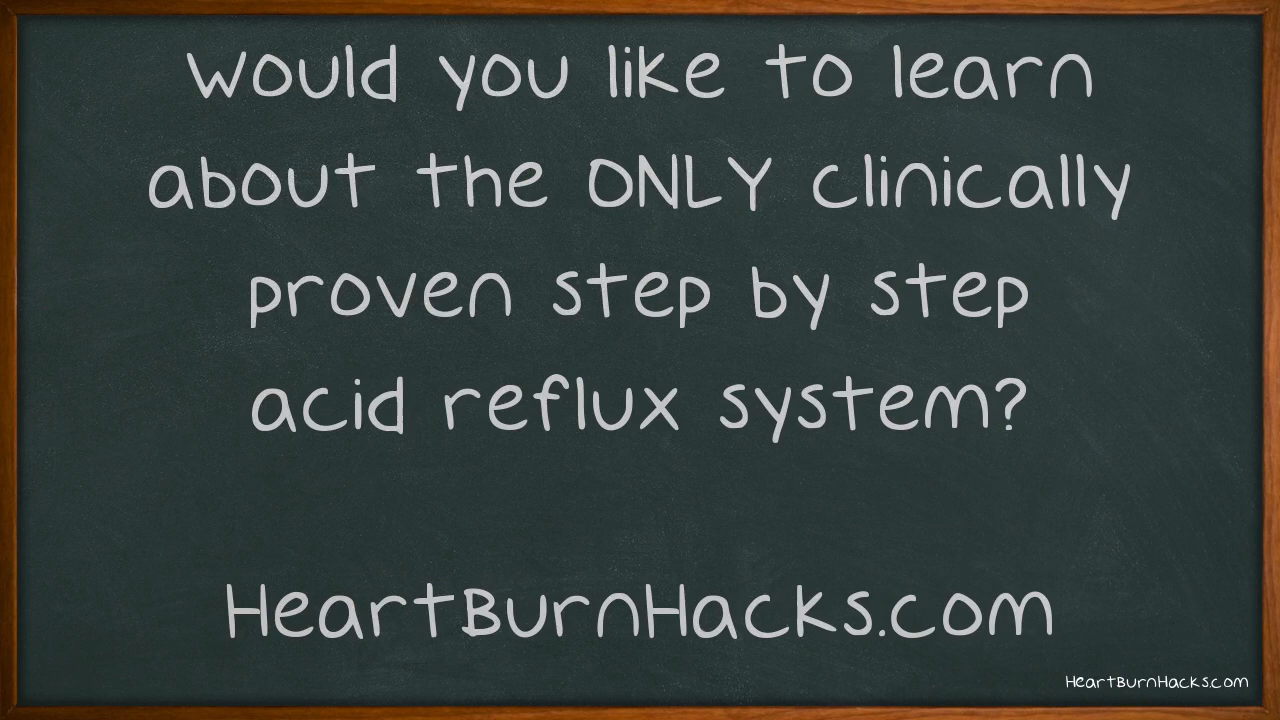 Would you like to learn
about the ONLY clinically
proven step by step
acid reflux system?
HeartBurnHacks.com
HeartBurnHacks.com